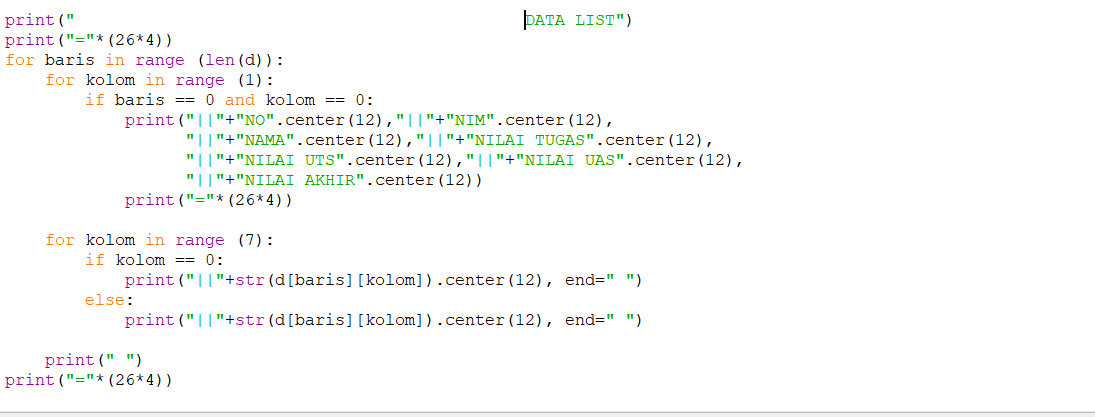 print("                                             DATA LIST")
print("="*(26*4))
for baris in range (len(d)):
    for kolom in range (1):
        if baris == 0 and kolom == 0:
            print("||"+"NO".center(12),"||"+"NIM".center(12),
                  "||"+"NAMA".center(12),"||"+"NILAI TUGAS".center(12),
                  "||"+"NILAI UTS".center(12),"||"+"NILAI UAS".center(12),
                  "||"+"NILAI AKHIR".center(12))
            print("="*(26*4))

    for kolom in range (7):
        if kolom == 0:
            print("||"+str(d[baris][kolom]).center(12), end=" ")
        else:
            print("||"+str(d[baris][kolom]).center(12), end=" ")

    print(" ")
print("="*(26*4))